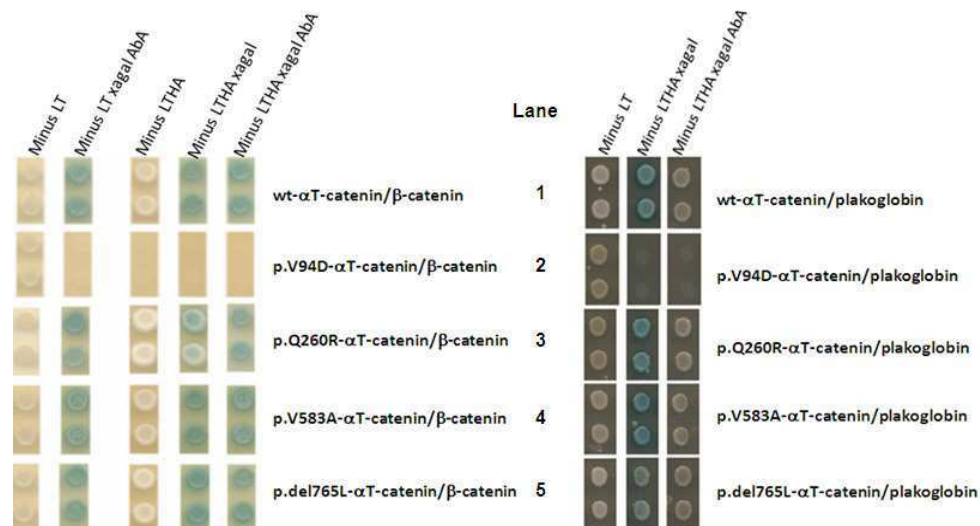 Minus LT
Minus LT xagal AbA
Minus LTHA
Minus LTHA xagal
Minus LTHA xagal AbA
Lane
Minus LT
Minus LTHA xagal
Minus LTHA xagal AbA
wt-αT-catenin/β-catenin 1 wt-αT-catenin/plakoglobin
p.V94D-αT-catenin/β-catenin 2 p.V94D-αT-catenin/plakoglobin
p.Q260R-αT-catenin/β-catenin 3 p.Q260R-αT-catenin/plakoglobin
p.V583A-αT-catenin/β-catenin 4 p.V583A-αT-catenin/plakoglobin
p.del765L-αT-catenin/β-catenin 5 p.del765L-αT-catenin/plakoglobin